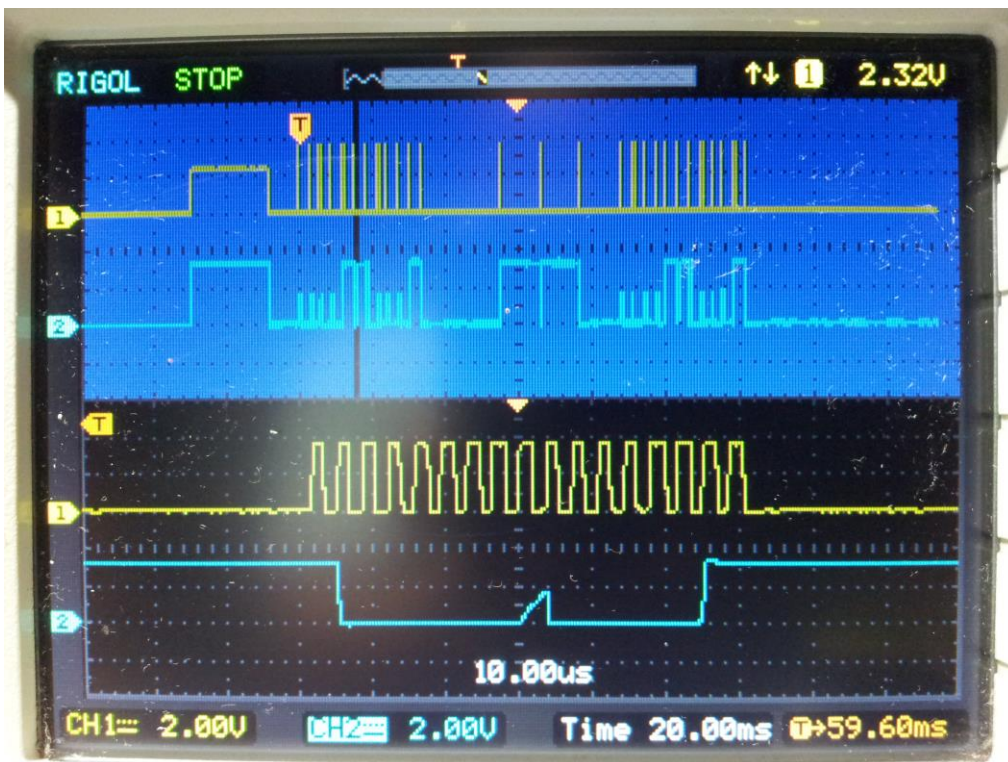 RIGOL STOP T ↑↓ 1 2.32V
T
1
2
T
1
2
10.00us
CH1 2.00V CH2 2.00V Time 20.00ms T→59.60ms